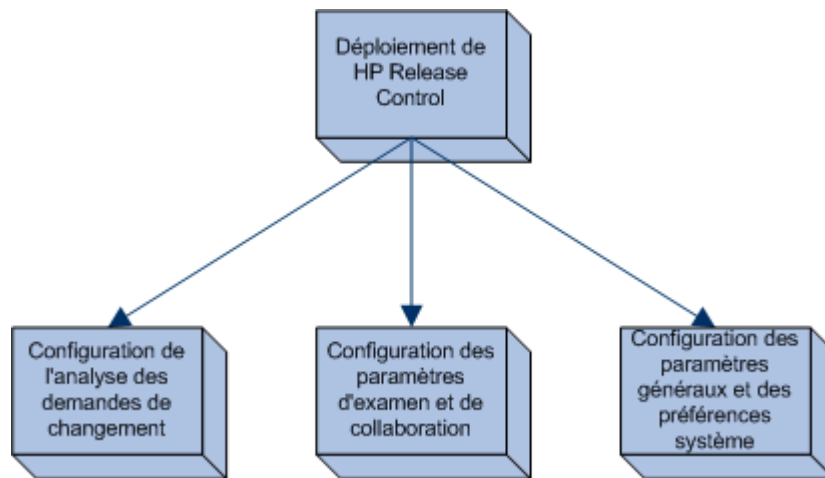 Déploiement de
HP Release
Control
Configuration de
l'analyse des
demandes de
changement
Configuration des
paramètres
d'examen et de
collaboration
Configuration des
paramètres
généraux et des
préférences
système